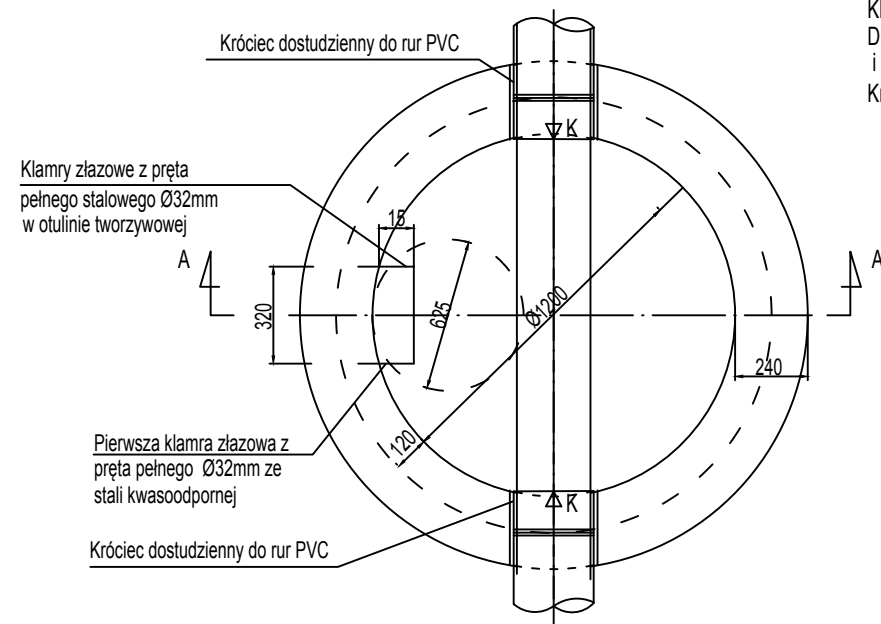 Króciec dostudzienny do rur PVC
K
Klamry złazowe z pręta
pełnego stalowego Ø32mm
w otulinie tworzywowej
15
A
A
320
625
Ø1200
240
120
Pierwsza klamra złazowa z
pręta pełnego Ø32mm ze
stali kwasoodpornej
K
Króciec dostudzienny do rur PVC
D
i